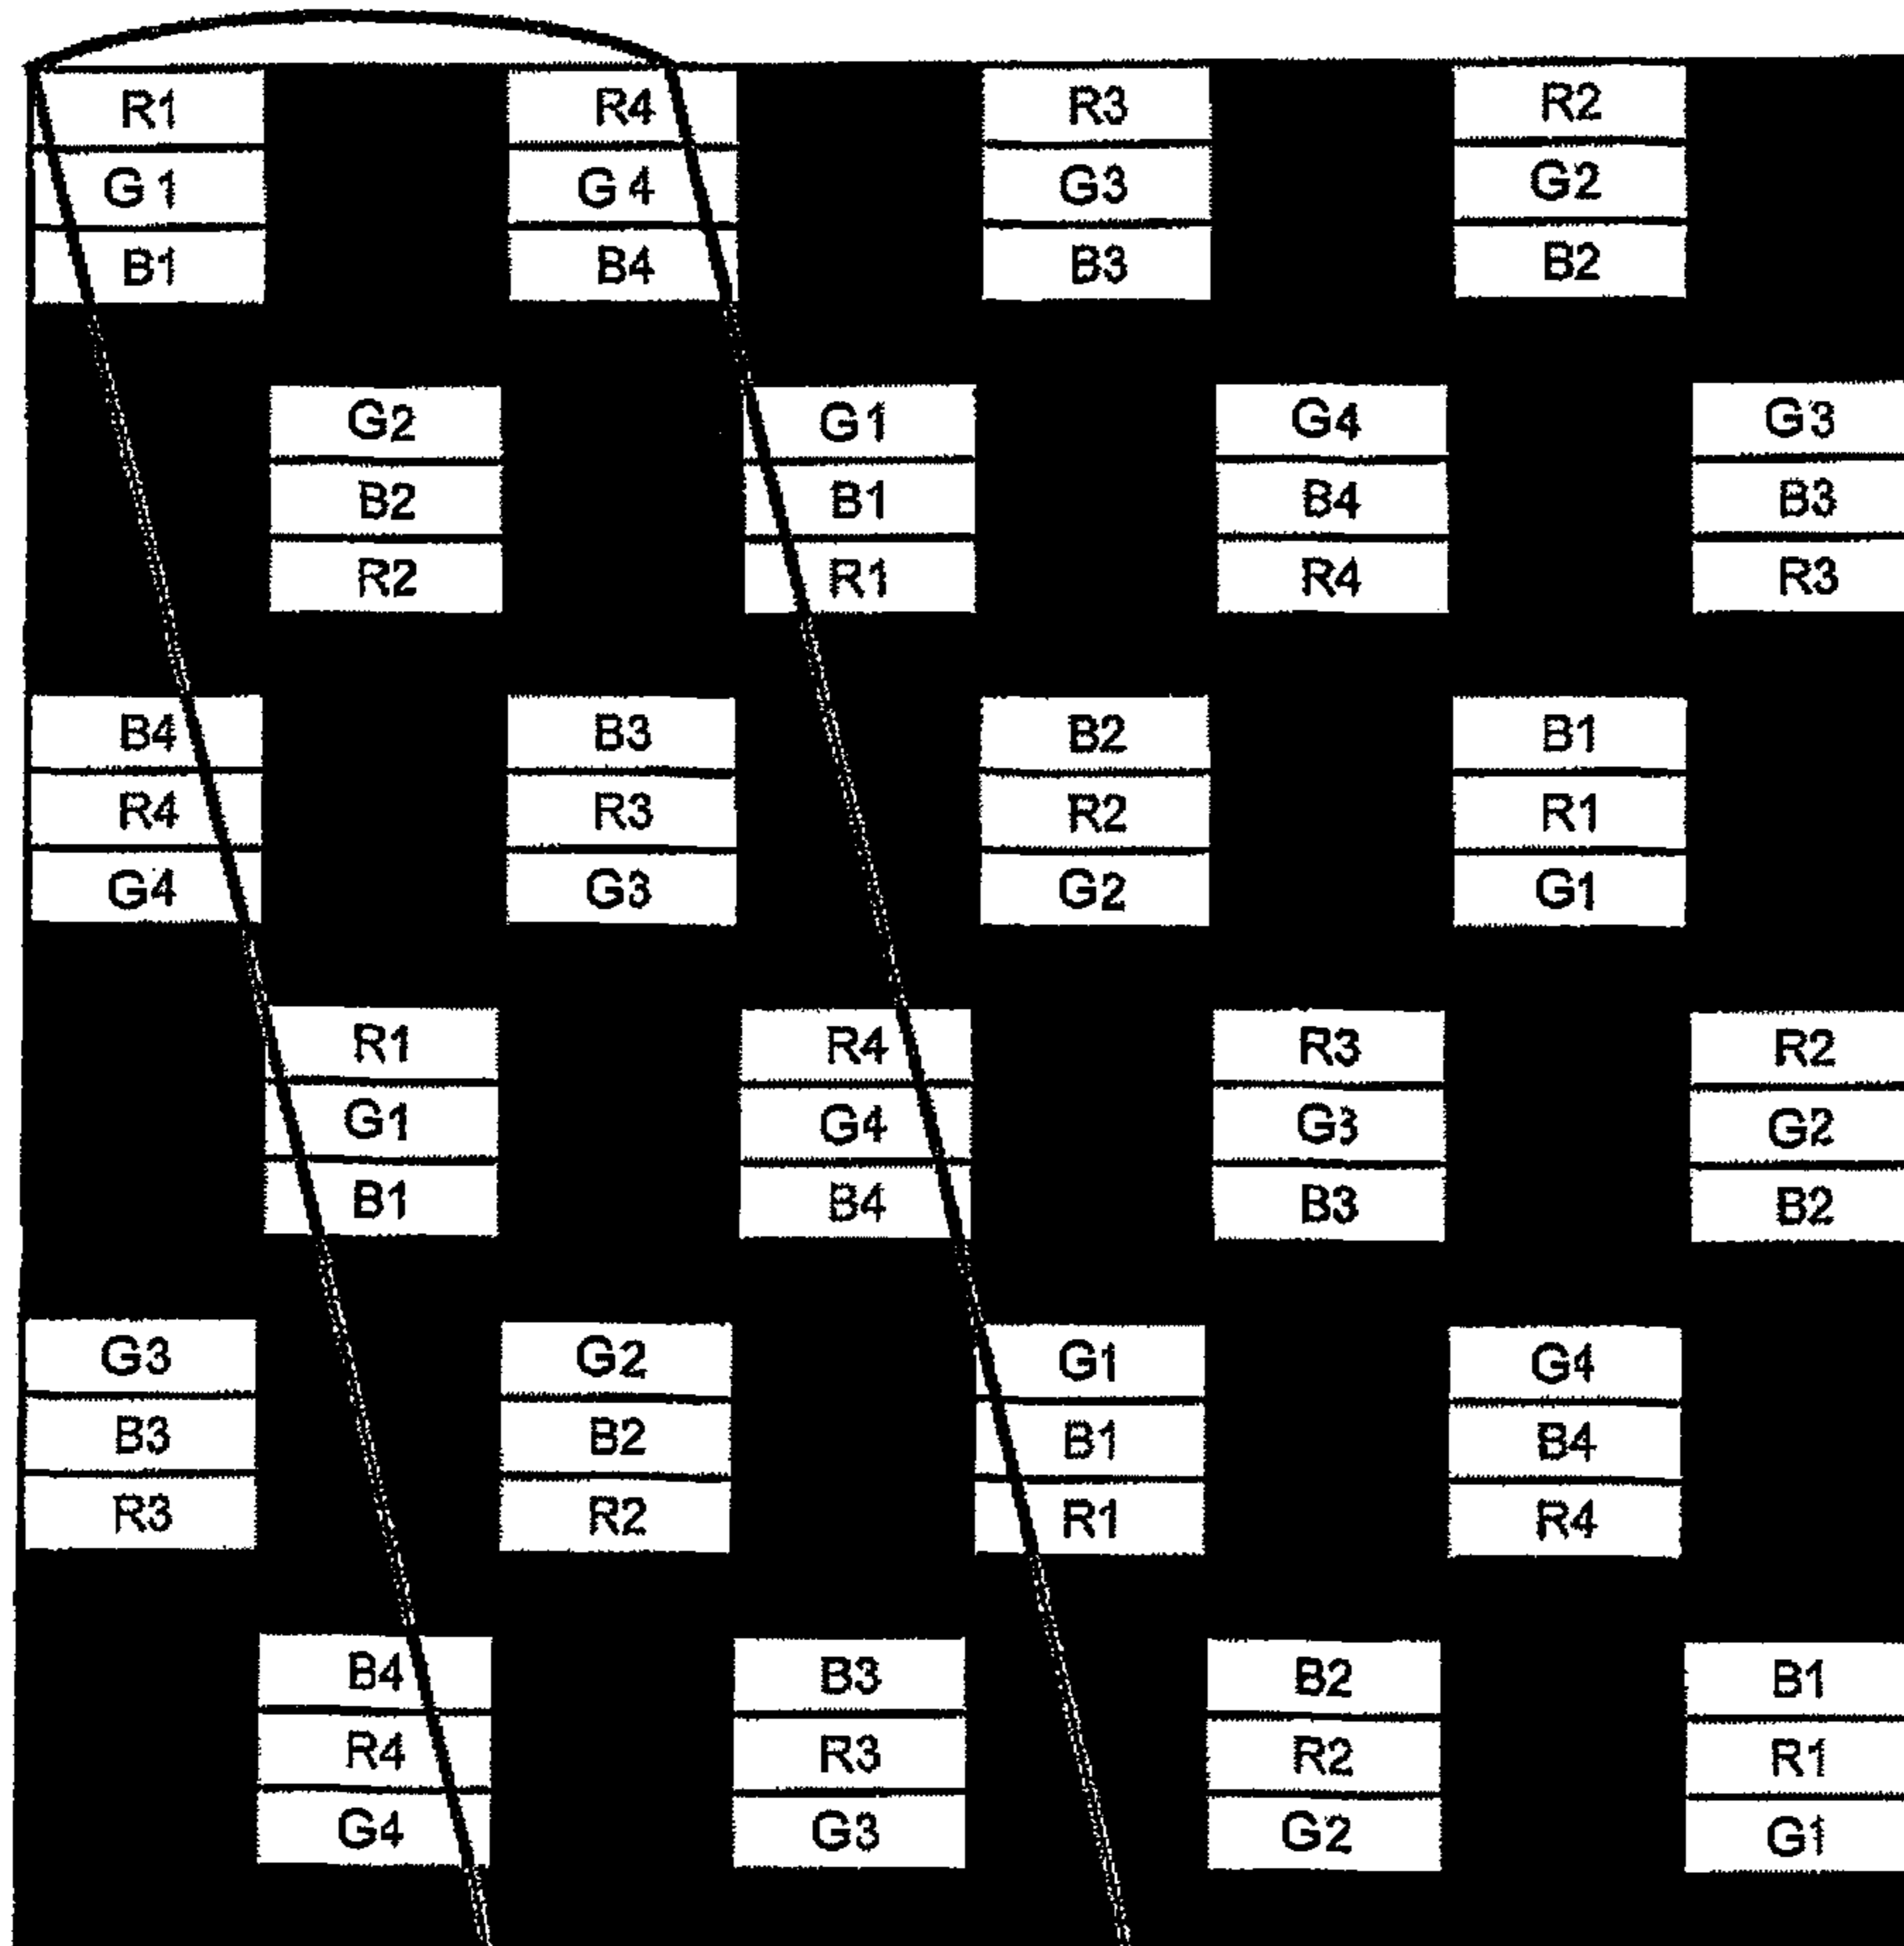 R1 R4 R3 R2
G1 G4 G3 G2
B1 B4 B3 B2
G2 G1 G4 G3
B2 B1 B4 B3
R2 R1 R4 R3
B4 B3 B2 B1
R4 R3 R2 R1
G4 G3 G2 G1
R1 R4 R3 R2
G1 G4 G3 G2
B1 B4 B3 B2
G3 G2 G1 G4
B3 B2 B1 B4
R3 R2 R1 R4
B4 B3 B2 B1
R4 R3 R2 R1
G4 G3 G2 G1